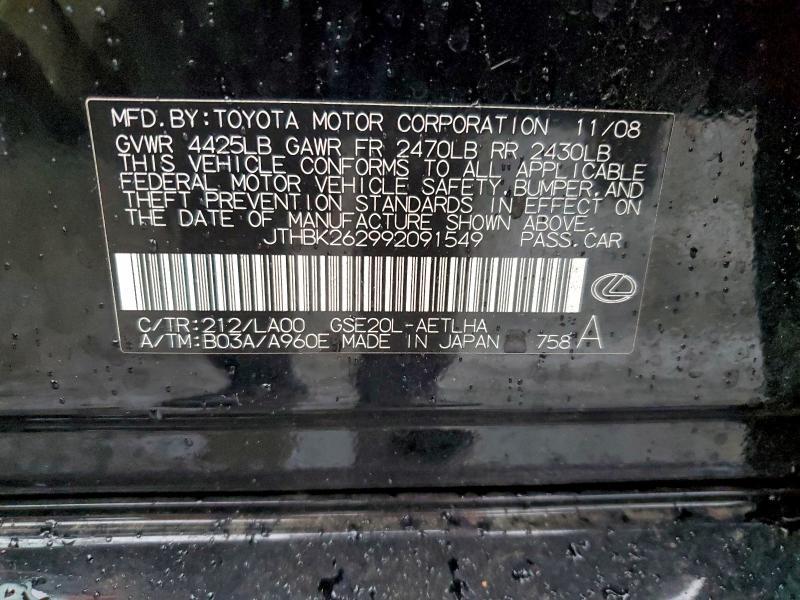 MFD. BY: TOYOTA MOTOR CORPORATION 11/08
GVWR 4425LB GAWR FR 2470LB RR 2430LB
THIS VEHICLE CONFORMS TO ALL APPLICABLE
FEDERAL MOTOR VEHICLE SAFETY, BUMPER, AND
THEFT PREVENTION STANDARDS IN EFFECT ON
THE DATE OF MANUFACTURE SHOWN ABOVE.
JTHBK262992091549 PASS. CAR
C/TR: 212/LA00 GSE20L-AETLHA
A/TM: B03A/A960E MADE IN JAPAN 758 A